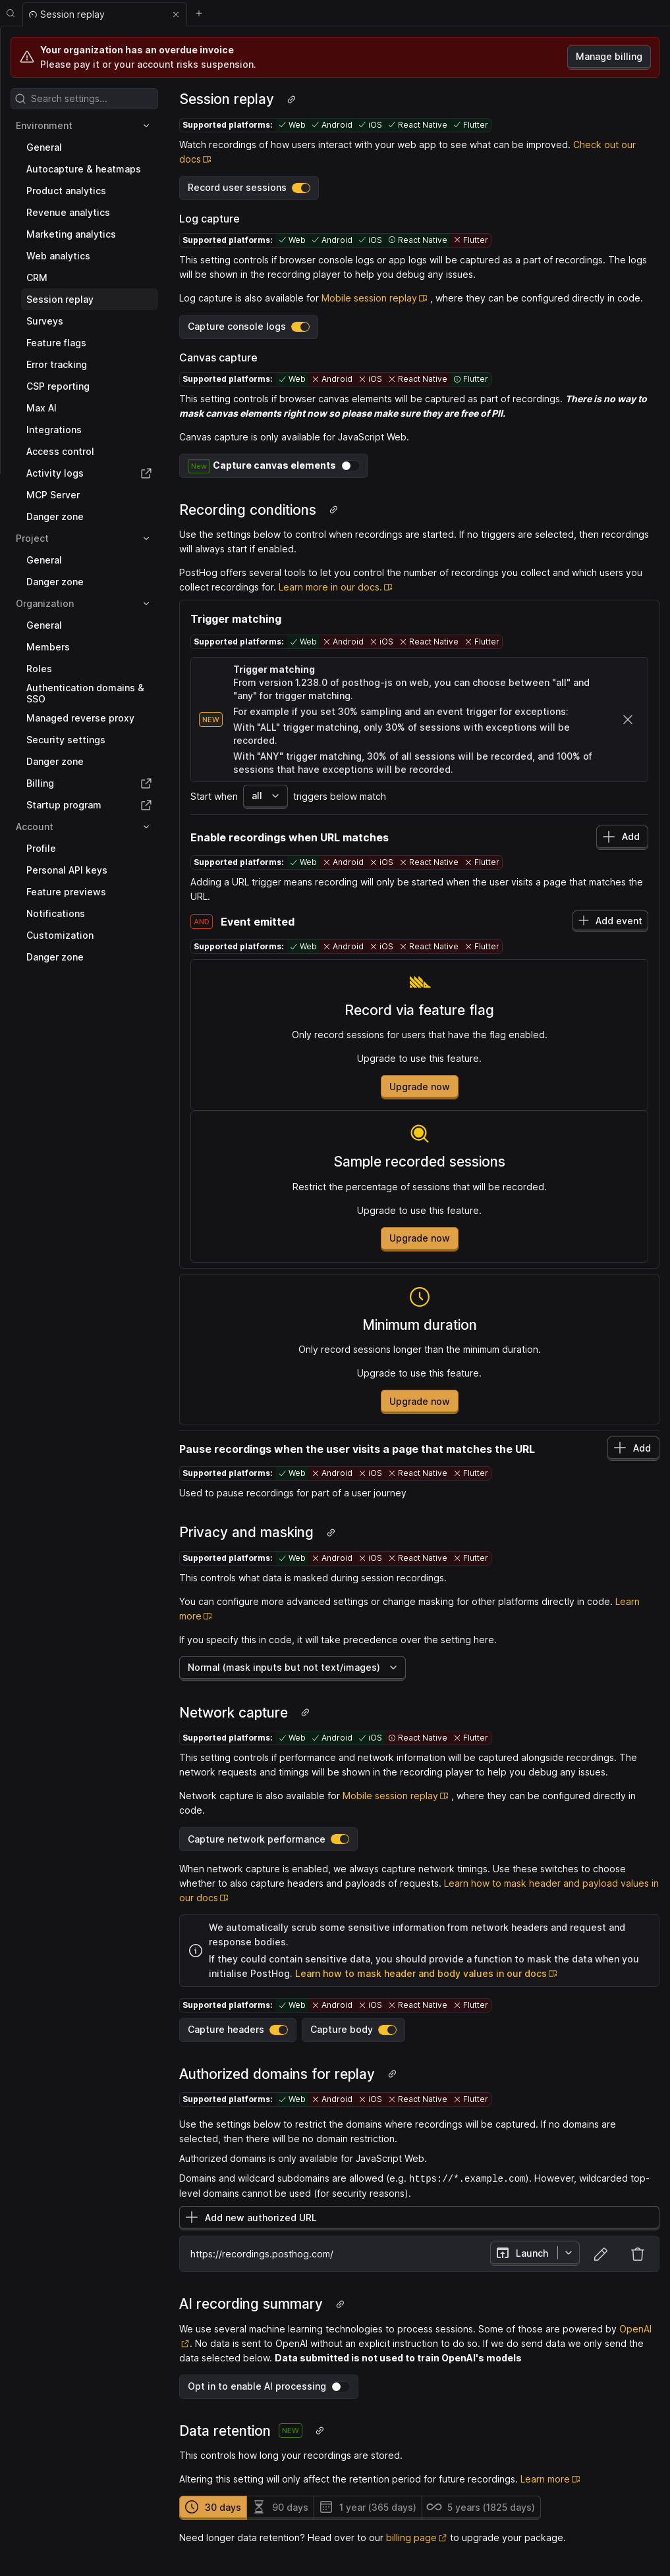 Session replay
Your organization has an overdue invoice
Please pay it or your account risks suspension.
Manage billing
Search settings...
Environment
General
Autocapture & heatmaps
Product analytics
Revenue analytics
Marketing analytics
Web analytics
CRM
Session replay
Surveys
Feature flags
Error tracking
CSP reporting
Max AI
Integrations
Access control
Activity logs
MCP Server
Danger zone
Project
General
Danger zone
Organization
General
Members
Roles
Authentication domains &
SSO
Managed reverse proxy
Security settings
Danger zone
Billing
Startup program
Account
Profile
Personal API keys
Feature previews
Notifications
Customization
Danger zone
Session replay
Supported platforms: Web Android iOS React Native Flutter
Watch recordings of how users interact with your web app to see what can be improved. Check out our
docs
Record user sessions
Log capture
Supported platforms: Web Android iOS React Native Flutter
This setting controls if browser console logs or app logs will be captured as a part of recordings. The logs
will be shown in the recording player to help you debug any issues.
Log capture is also available for Mobile session replay , where they can be configured directly in code.
Capture console logs
Canvas capture
Supported platforms: Web Android iOS React Native Flutter
This setting controls if browser canvas elements will be captured as part of recordings. There is no way to
mask canvas elements right now so please make sure they are free of PII.
Canvas capture is only available for JavaScript Web.
New Capture canvas elements
Recording conditions
Use the settings below to control when recordings are started. If no triggers are selected, then recordings
will always start if enabled.
PostHog offers several tools to let you control the number of recordings you collect and which users you
collect recordings for. Learn more in our docs.
Trigger matching
Supported platforms: Web Android iOS React Native Flutter
NEW
Trigger matching
From version 1.238.0 of posthog-js on web, you can choose between "all" and
"any" for trigger matching.
For example if you set 30% sampling and an event trigger for exceptions:
With "ALL" trigger matching, only 30% of sessions with exceptions will be
recorded.
With "ANY" trigger matching, 30% of all sessions will be recorded, and 100% of
sessions that have exceptions will be recorded.
Start when all triggers below match
Enable recordings when URL matches
Add
Supported platforms: Web Android iOS React Native Flutter
Adding a URL trigger means recording will only be started when the user visits a page that matches the
URL.
AND Event emitted
Add event
Supported platforms: Web Android iOS React Native Flutter
Record via feature flag
Only record sessions for users that have the flag enabled.
Upgrade to use this feature.
Upgrade now
Sample recorded sessions
Restrict the percentage of sessions that will be recorded.
Upgrade to use this feature.
Upgrade now
Minimum duration
Only record sessions longer than the minimum duration.
Upgrade to use this feature.
Upgrade now
Pause recordings when the user visits a page that matches the URL
Add
Supported platforms: Web Android iOS React Native Flutter
Used to pause recordings for part of a user journey
Privacy and masking
Supported platforms: Web Android iOS React Native Flutter
This controls what data is masked during session recordings.
You can configure more advanced settings or change masking for other platforms directly in code. Learn
more
If you specify this in code, it will take precedence over the setting here.
Normal (mask inputs but not text/images)
Network capture
Supported platforms: Web Android iOS React Native Flutter
This setting controls if performance and network information will be captured alongside recordings. The
network requests and timings will be shown in the recording player to help you debug any issues.
Network capture is also available for Mobile session replay , where they can be configured directly in
code.
Capture network performance
When network capture is enabled, we always capture network timings. Use these switches to choose
whether to also capture headers and payloads of requests. Learn how to mask header and payload values in
our docs
We automatically scrub some sensitive information from network headers and request and
response bodies.
If they could contain sensitive data, you should provide a function to mask the data when you
initialise PostHog. Learn how to mask header and body values in our docs
Supported platforms: Web Android iOS React Native Flutter
Capture headers
Capture body
Authorized domains for replay
Supported platforms: Web Android iOS React Native Flutter
Use the settings below to restrict the domains where recordings will be captured. If no domains are
selected, then there will be no domain restriction.
Authorized domains is only available for JavaScript Web.
Domains and wildcard subdomains are allowed (e.g. https://*.example.com). However, wildcarded top-
level domains cannot be used (for security reasons).
Add new authorized URL
https://recordings.posthog.com/
Launch
AI recording summary
We use several machine learning technologies to process sessions. Some of those are powered by OpenAI
. No data is sent to OpenAI without an explicit instruction to do so. If we do send data we only send the
data selected below. Data submitted is not used to train OpenAI's models
Opt in to enable AI processing
Data retention NEW
This controls how long your recordings are stored.
Altering this setting will only affect the retention period for future recordings. Learn more
30 days 90 days 1 year (365 days) 5 years (1825 days)
Need longer data retention? Head over to our billing page to upgrade your package.